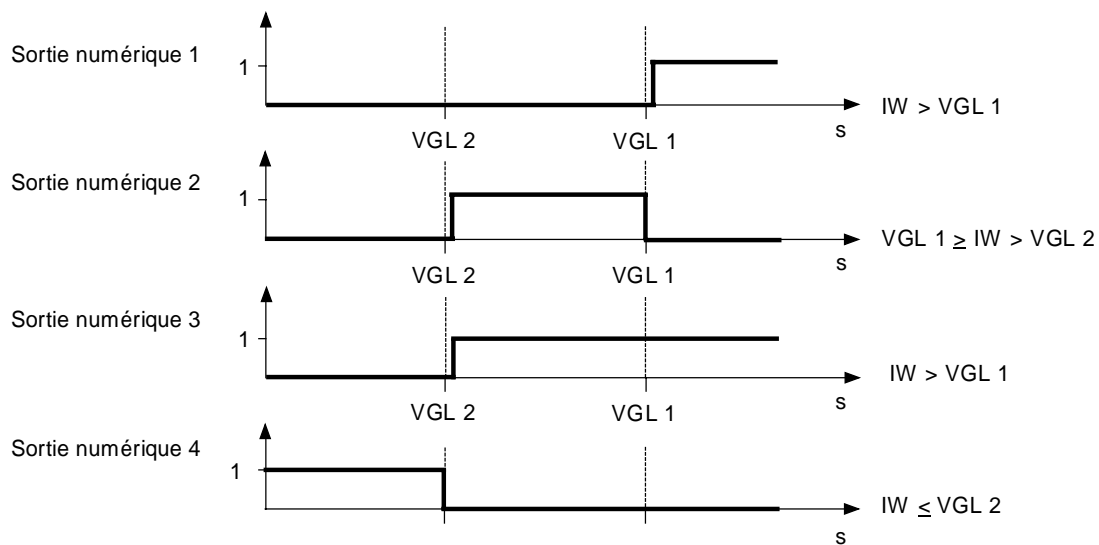 Sortie numérique 1
1
IW > VGL 1
s
VGL 2
VGL 1
Sortie numérique 2
1
VGL 1 ≥ IW > VGL 2
s
VGL 2
VGL 1
Sortie numérique 3
1
IW > VGL 1
s
VGL 2
VGL 1
Sortie numérique 4
1
IW ≤ VGL 2
s